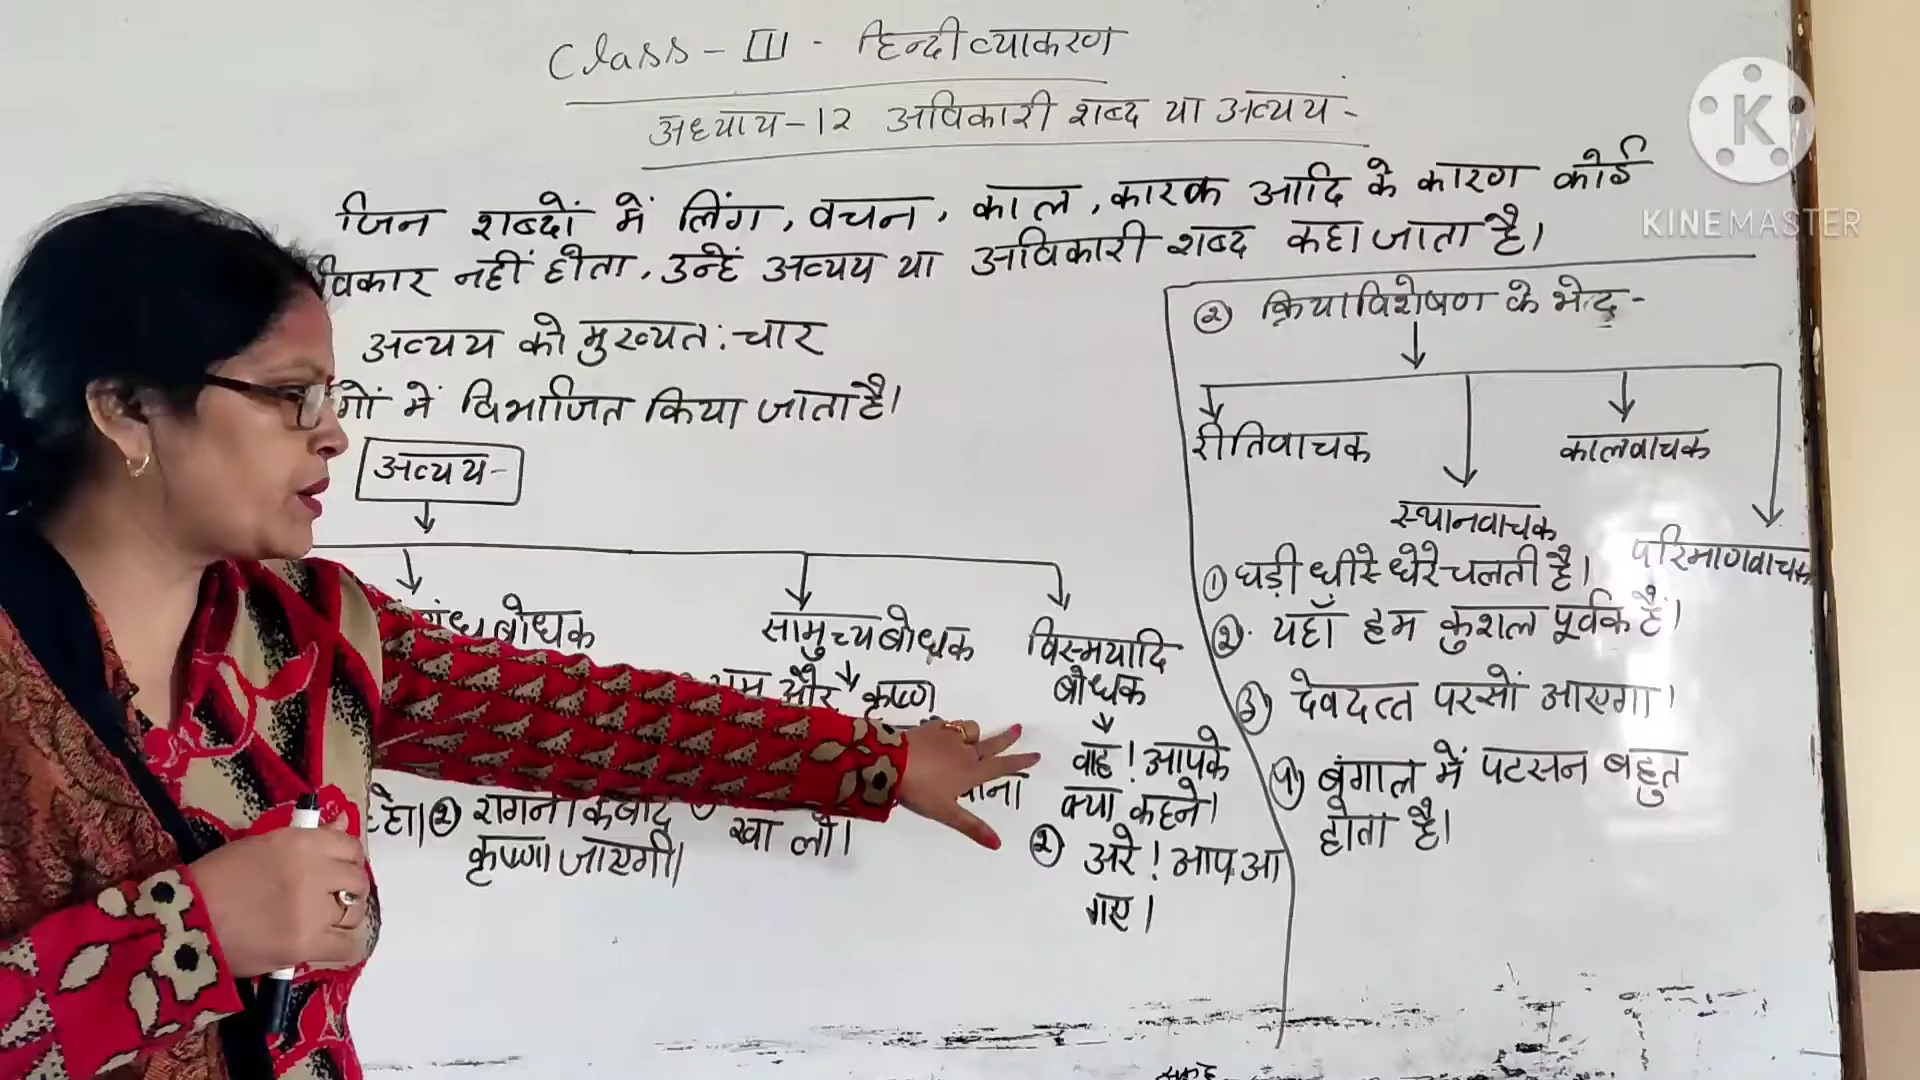 Class - III - हिन्दी व्याकरण
अध्याय - 12 अविकारी शब्द या अव्यय -
जिन शब्दों में लिंग, वचन, काल, कारक आदि के कारण कोई
विकार नहीं होता, उन्हें अव्यय या अविकारी शब्द कहा जाता है।
अव्यय को मुख्यत: चार
में विभाजित किया जाता है।
अव्यय -
बोधक
सामुच्य बोधक
और कृष्ण
खा लो।
② के बाद
कृष्णा जाएगी।
विस्मयादि
बोधक
वाह! आपके
क्या कहने।
② अरे! आप आ
गए।
② क्रियाविशेषण के भेद -
रीतिवाचक
कालवाचक
स्थानवाचक
परिमाणवाचक
① घड़ी धीरे धेरे चलती है।
②. यहाँ हम कुशल पूर्वक हैं।
③ देवदत्त परसों आएगा।
④ बंगाल में पटसन बहुत
होता है।
K
KINEMASTER